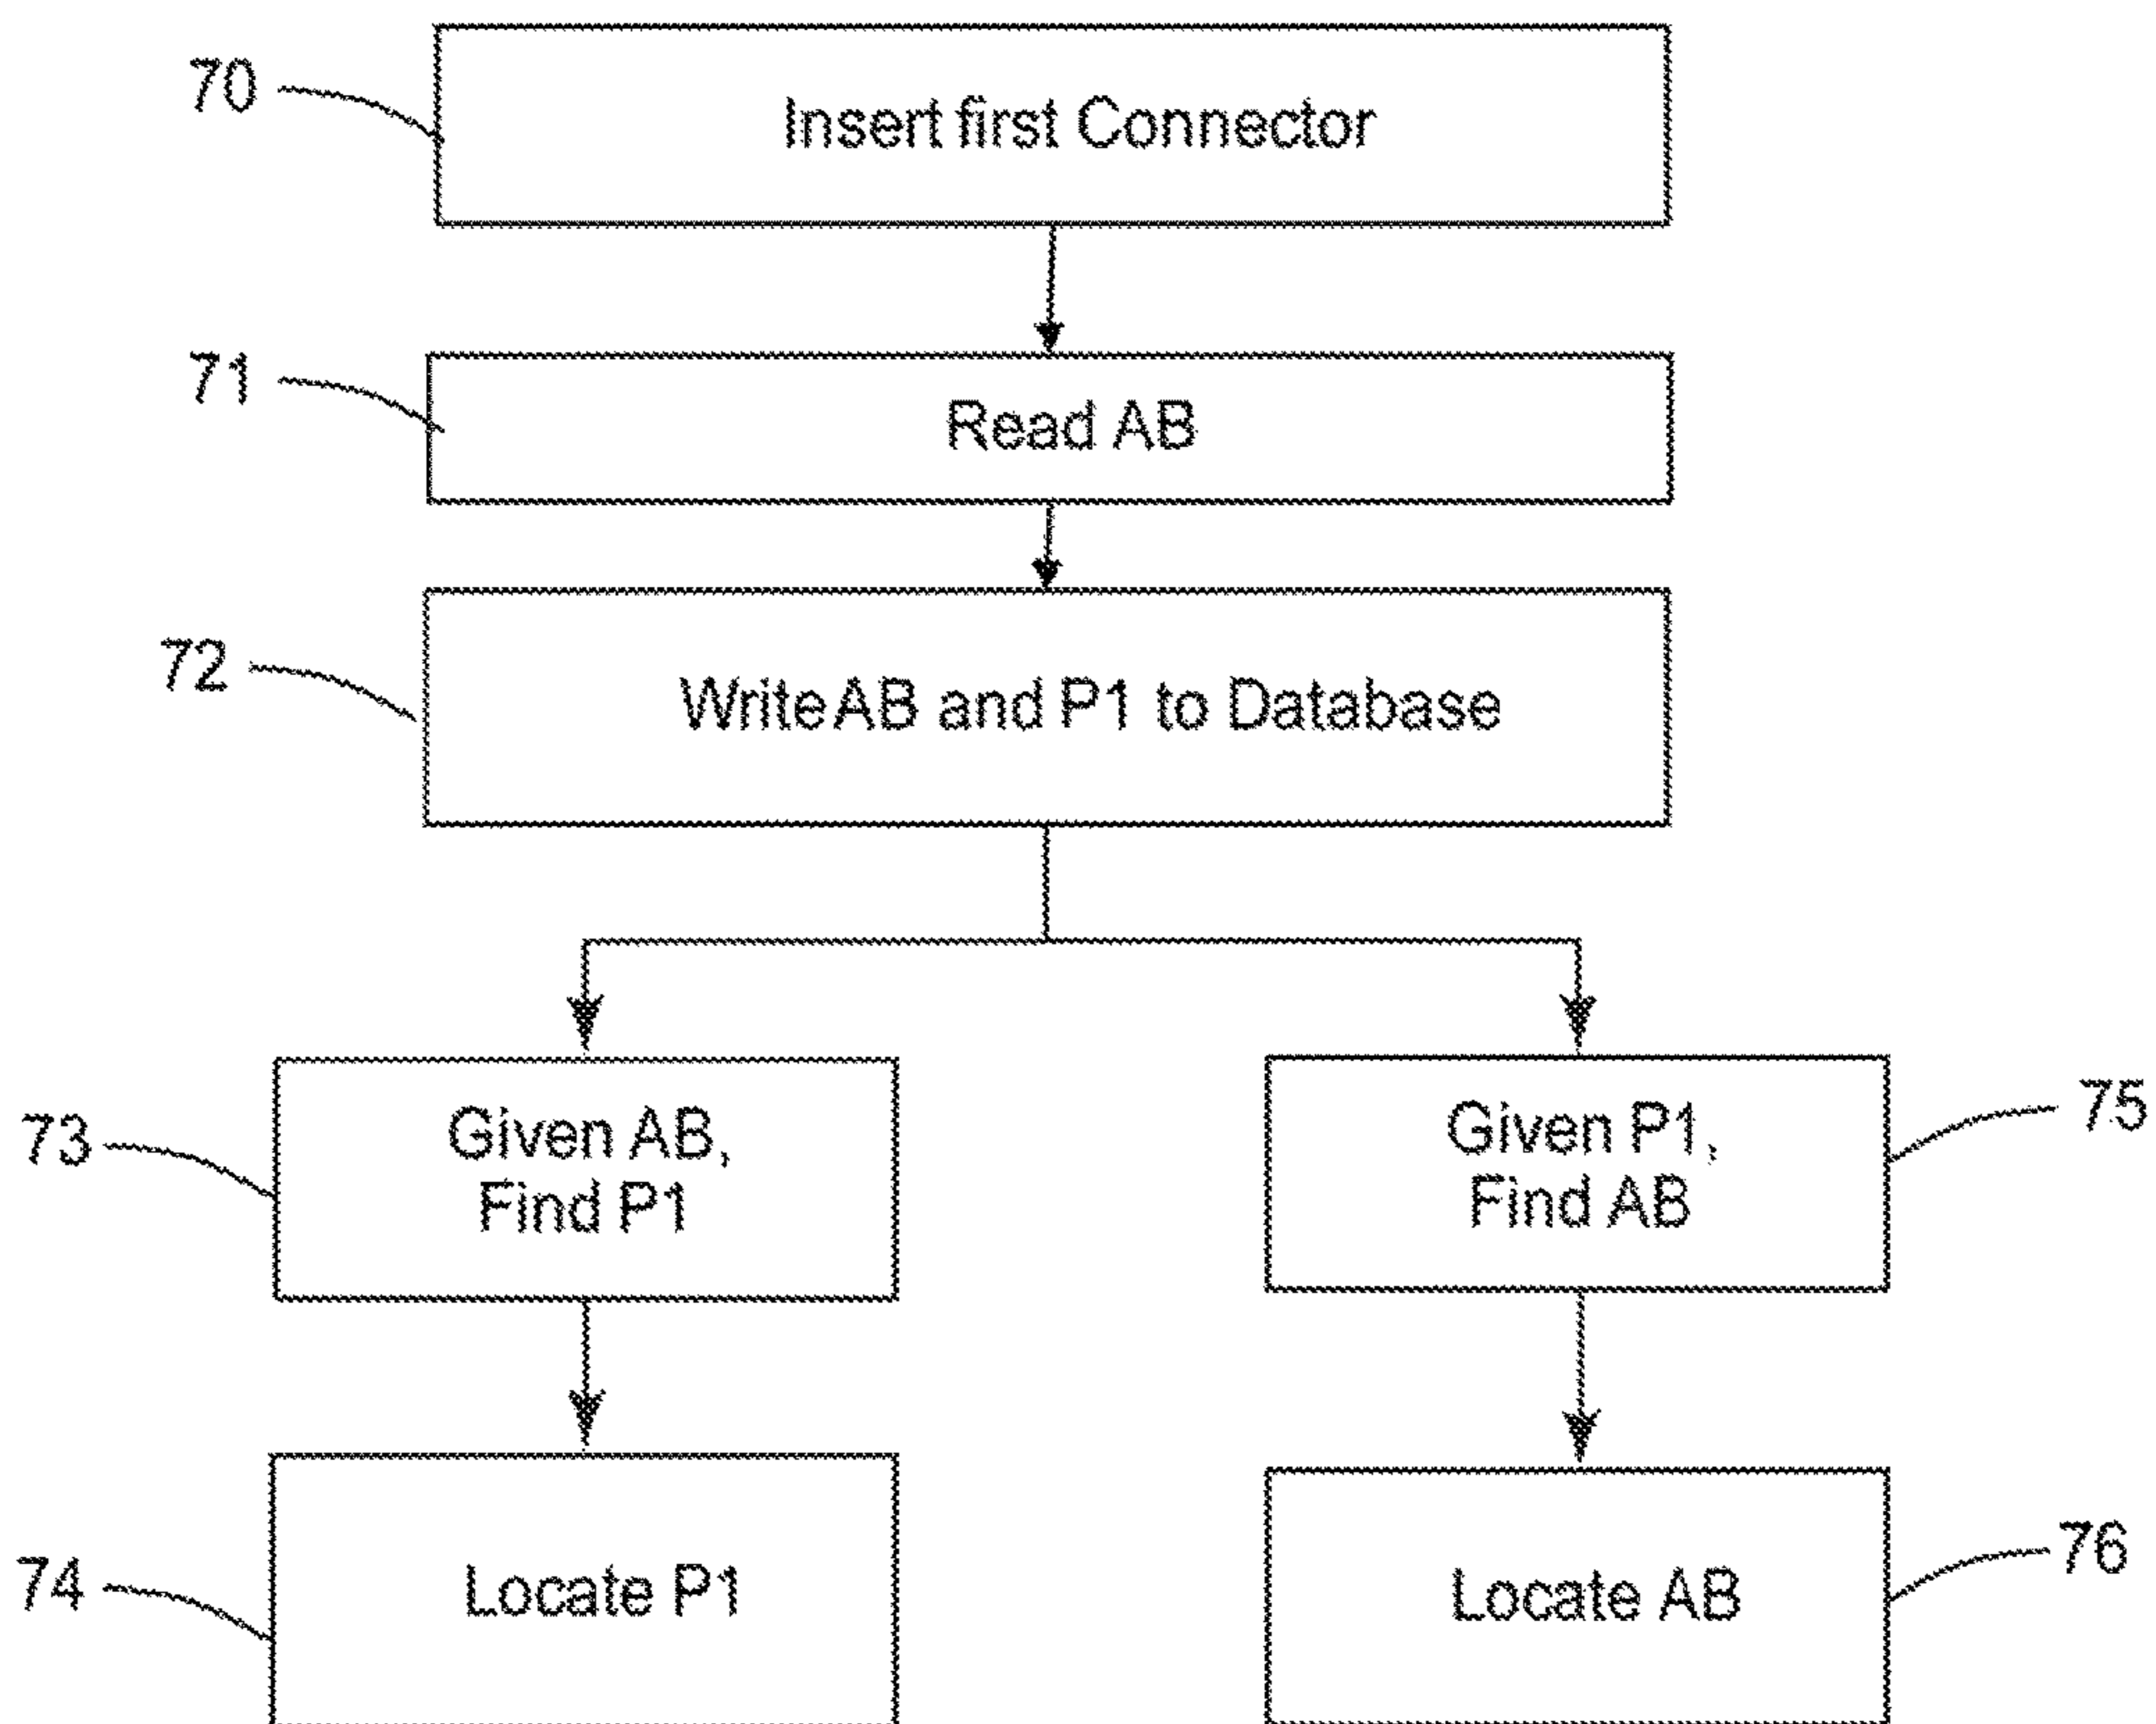 70
Insert first Connector
71
Read AB
72
Write AB and P1 to Database
73
Given AB,
Find P1
75
Given P1,
Find AB
74
Locate P1
76
Locate AB